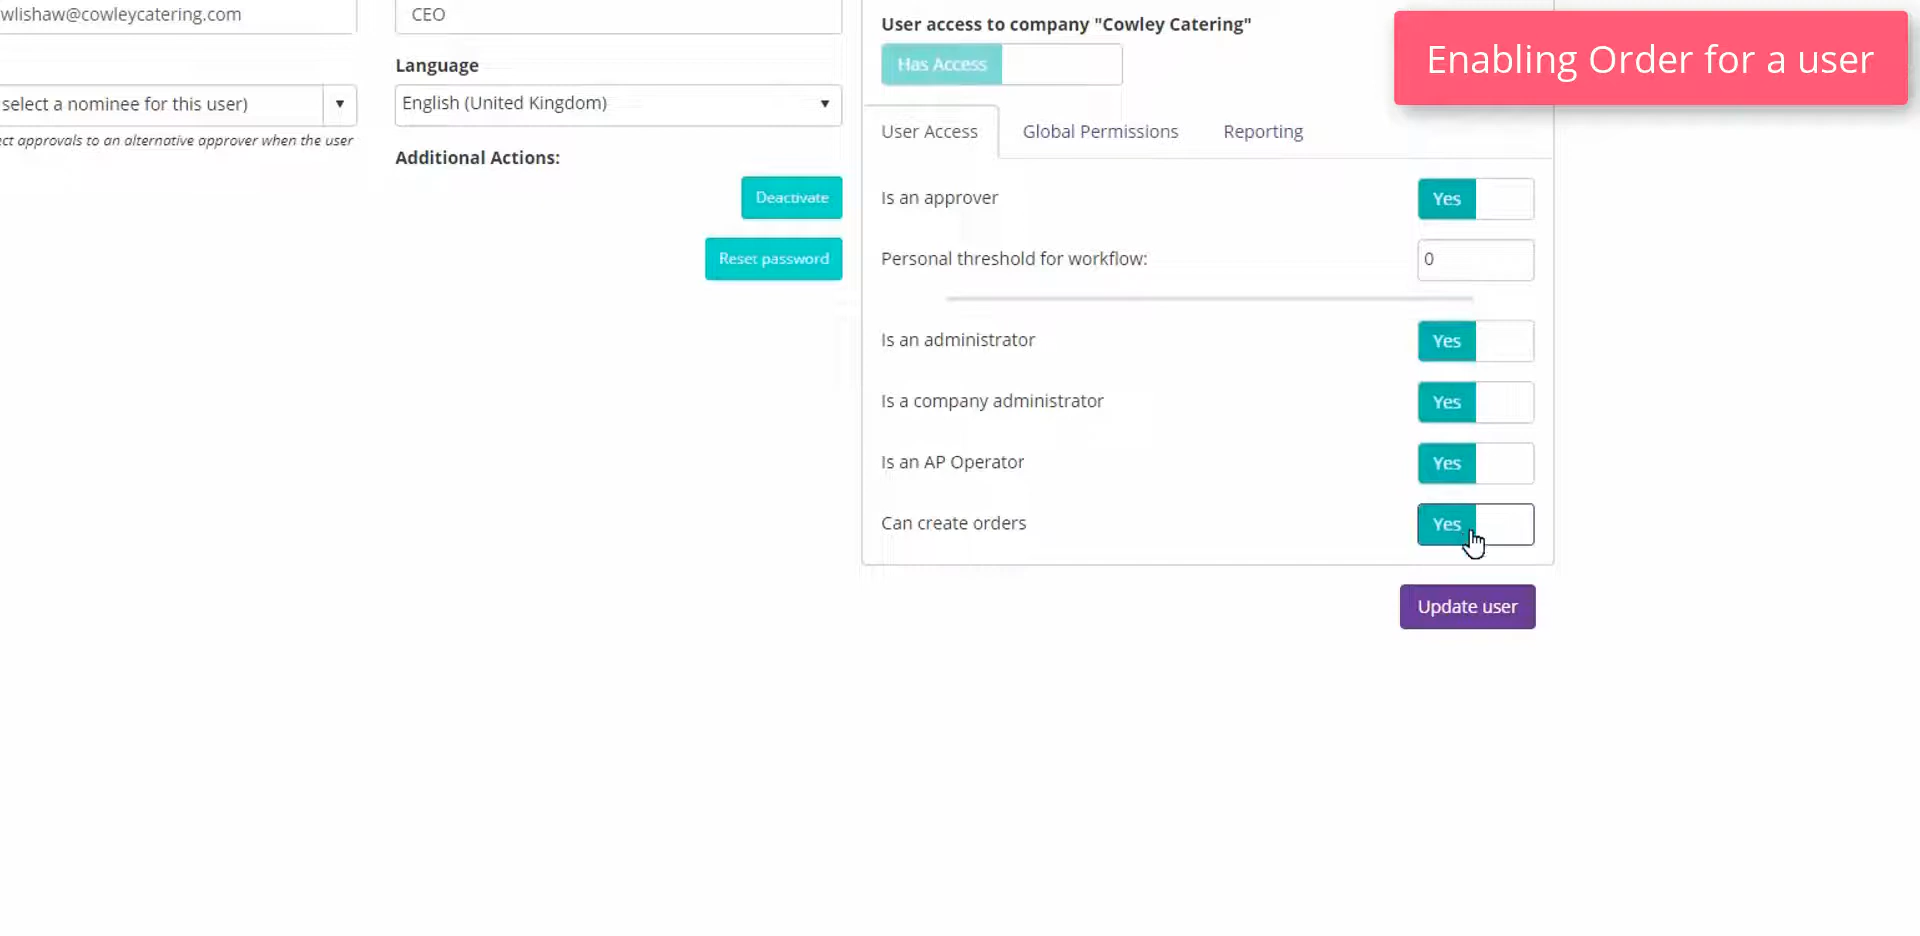 wlishaw@cowleycatering.com
CEO
User access to company "Cowley Catering"
Enabling Order for a user
Has Access
Language
select a nominee for this user)
English (United Kingdom)
ct approvals to an alternative approver when the user
Additional Actions:
Deactivate
Reset password
User Access
Global Permissions
Reporting
Is an approver
Yes
Personal threshold for workflow:
0
Is an administrator
Yes
Is a company administrator
Yes
Is an AP Operator
Yes
Can create orders
Yes
Update user